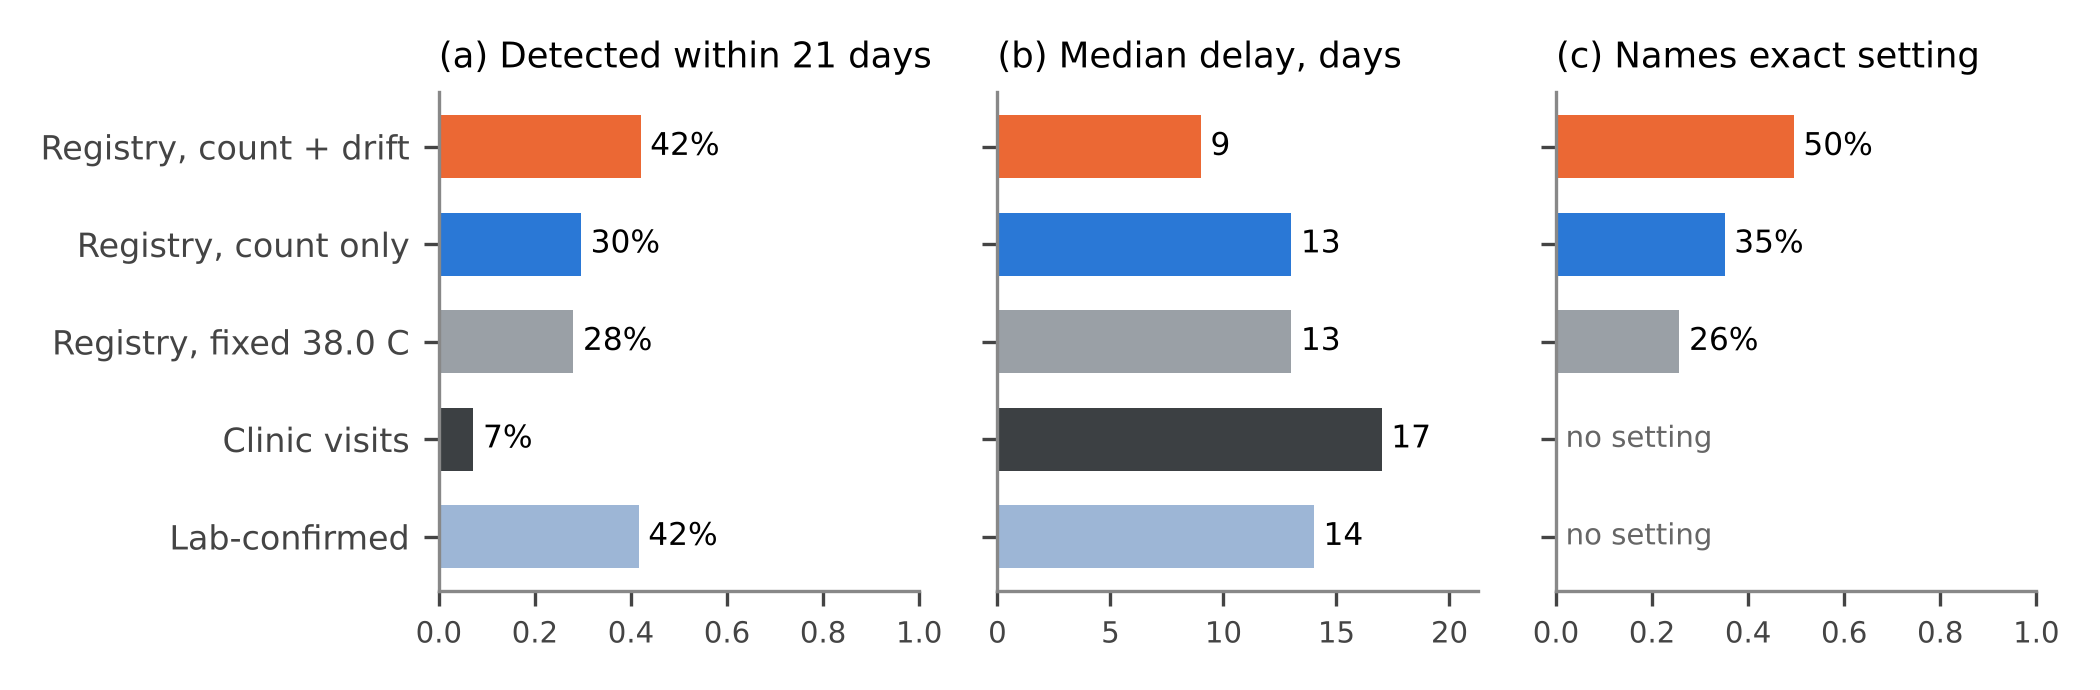 (a) Detected within 21 days
Registry, count + drift
42%
Registry, count only
30%
Registry, fixed 38.0 C
28%
Clinic visits
7%
Lab-confirmed
42%
0.0 0.2 0.4 0.6 0.8 1.0
(b) Median delay, days
9
13
13
17
14
0 5 10 15 20
(c) Names exact setting
50%
35%
26%
no setting
no setting
0.0 0.2 0.4 0.6 0.8 1.0